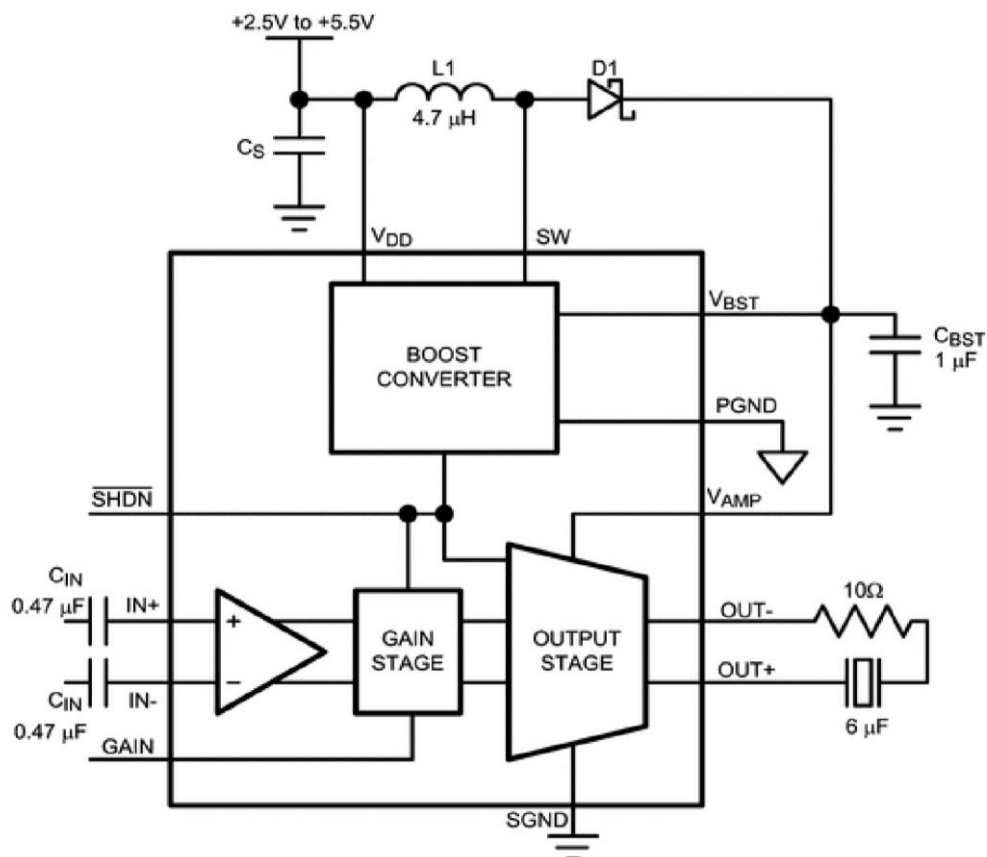 +2.5V to +5.5V
L1
D1
4.7 μH
CS
VDD
SW
VBST
BOOST
CONVERTER
CBST
1 μF
PGND
SHDN
VAMP
CIN
0.47 μF
IN+
+
GAIN
STAGE
OUTPUT
STAGE
OUT-
10Ω
−
OUT+
CIN
IN-
0.47 μF
6 μF
GAIN
SGND